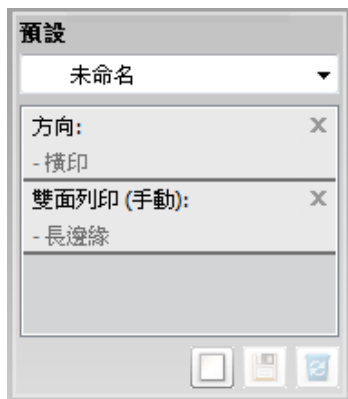 預設
未命名
方向:
- 橫印
雙面列印 (手動):
- 長邊緣